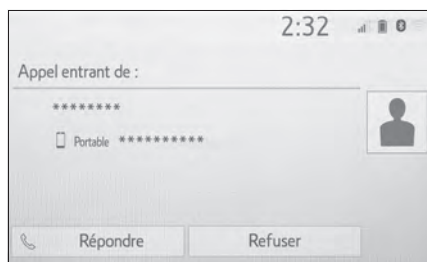 2:32
Appel entrant de :
********
Portable **********
Répondre Refuser